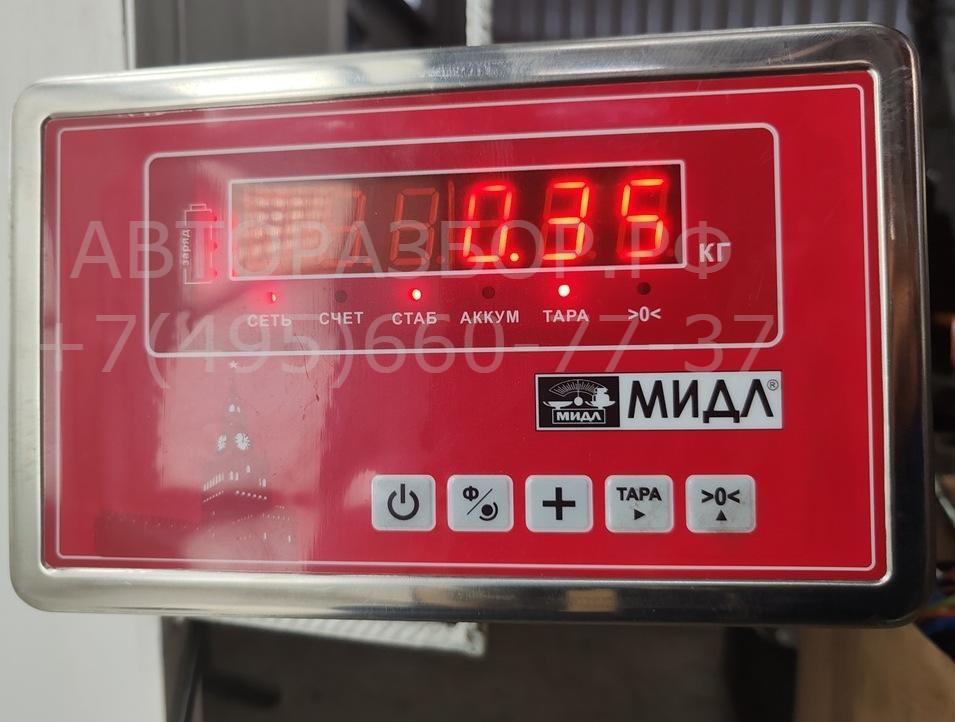 заряд
0.35
КГ
СЕТЬ СЧЕТ СТАБ АККУМ ТАРА >0<
АВТОРАЗБОР.РФ
+7(495)660-77-37
МИДЛ МИДЛ®
Ф
+
ТАРА
>0<